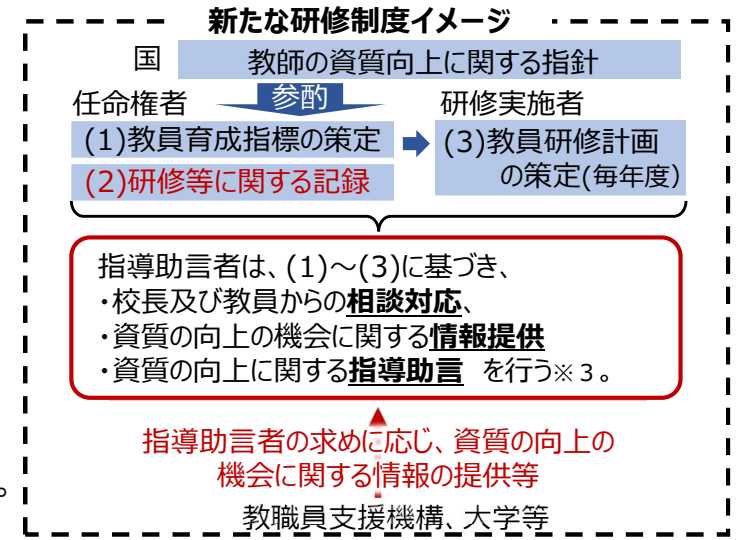 新たな研修制度イメージ
国 教師の資質向上に関する指針
任命権者 参酌 研修実施者
(1)教員育成指標の策定
(2)研修等に関する記録
(3)教員研修計画
の策定(毎年度)
指導助言者は、(1)～(3)に基づき、
・校長及び教員からの相談対応、
・資質の向上の機会に関する情報提供
・資質の向上に関する指導助言 を行う※３。
指導助言者の求めに応じ、資質の向上の
機会に関する情報の提供等
。
教職員支援機構、大学等